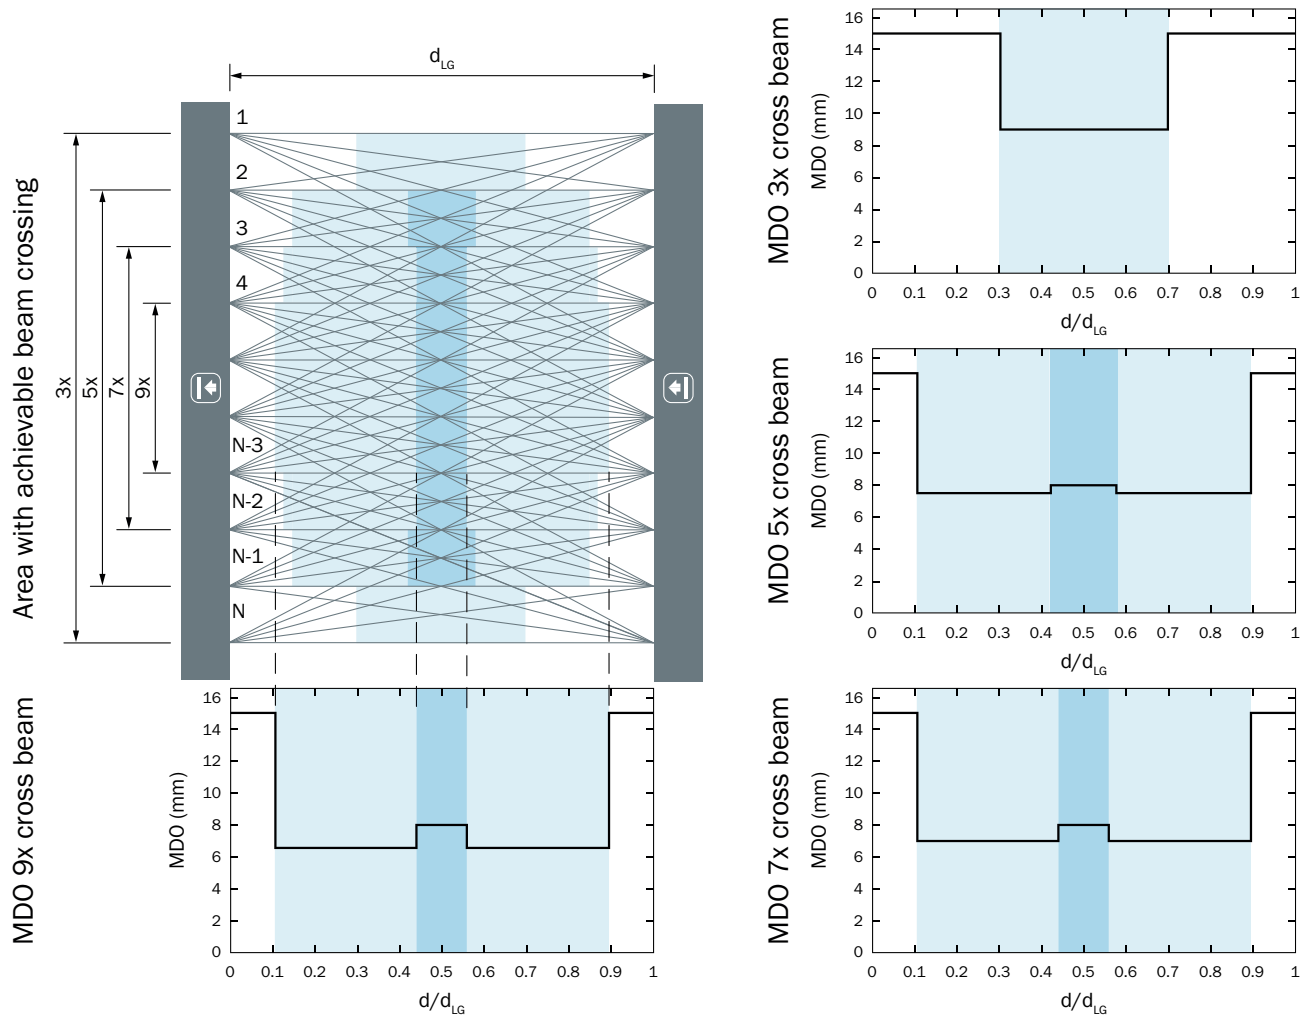 d_LG
Area with achievable beam crossing
3x
5x
7x
9x
1
2
3
4
N-3
N-2
N-1
N
MDO 3x cross beam
MDO (mm)
16
14
12
10
8
6
4
2
0
0 0.1 0.2 0.3 0.4 0.5 0.6 0.7 0.8 0.9 1
d/d_LG
MDO 5x cross beam
MDO (mm)
16
14
12
10
8
6
4
2
0
0 0.1 0.2 0.3 0.4 0.5 0.6 0.7 0.8 0.9 1
d/d_LG
MDO 9x cross beam
MDO (mm)
16
14
12
10
8
6
4
2
0
0 0.1 0.2 0.3 0.4 0.5 0.6 0.7 0.8 0.9 1
d/d_LG
MDO 7x cross beam
MDO (mm)
16
14
12
10
8
6
4
2
0
0 0.1 0.2 0.3 0.4 0.5 0.6 0.7 0.8 0.9 1
d/d_LG